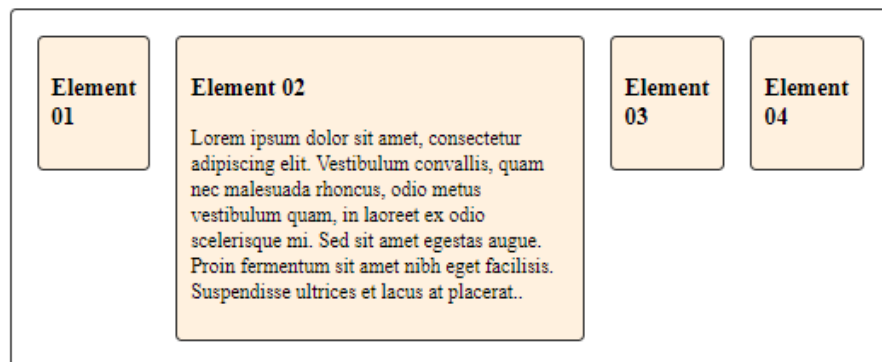 Element
01
Element 02
Lorem ipsum dolor sit amet, consectetur
adipiscing elit. Vestibulum convallis, quam
nec malesuada rhoncus, odio metus
vestibulum quam, in laoreet ex odio
scelerisque mi. Sed sit amet egestas augue.
Proin fermentum sit amet nibh eget facilisis.
Suspendisse ultrices et lacus at placerat..
Element
03
Element
04